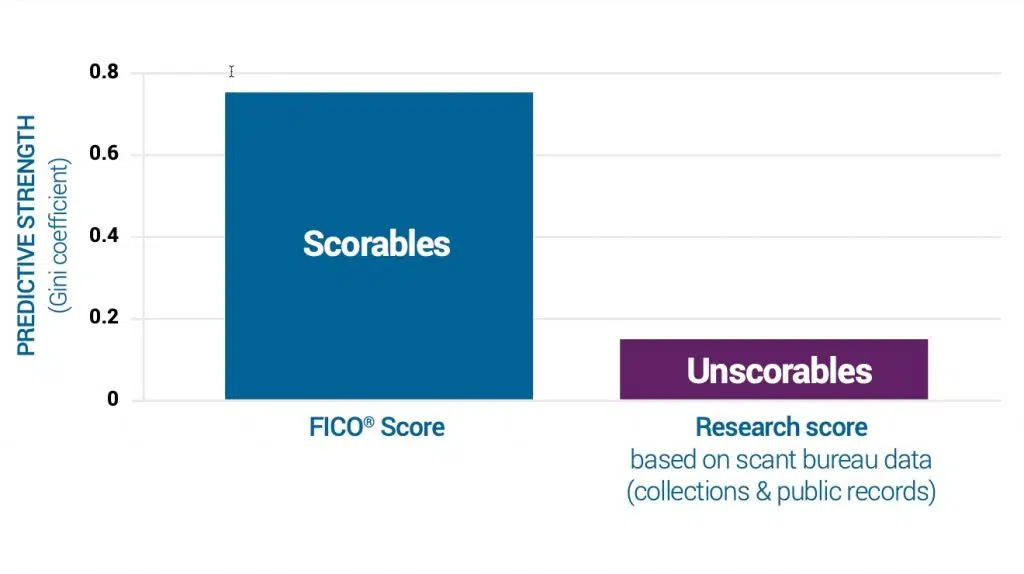 PREDICTIVE STRENGTH
(Gini coefficient)
0.8
0.6
0.4
0.2
0
Scorables
Unscorables
FICO® Score
Research score
based on scant bureau data
(collections & public records)